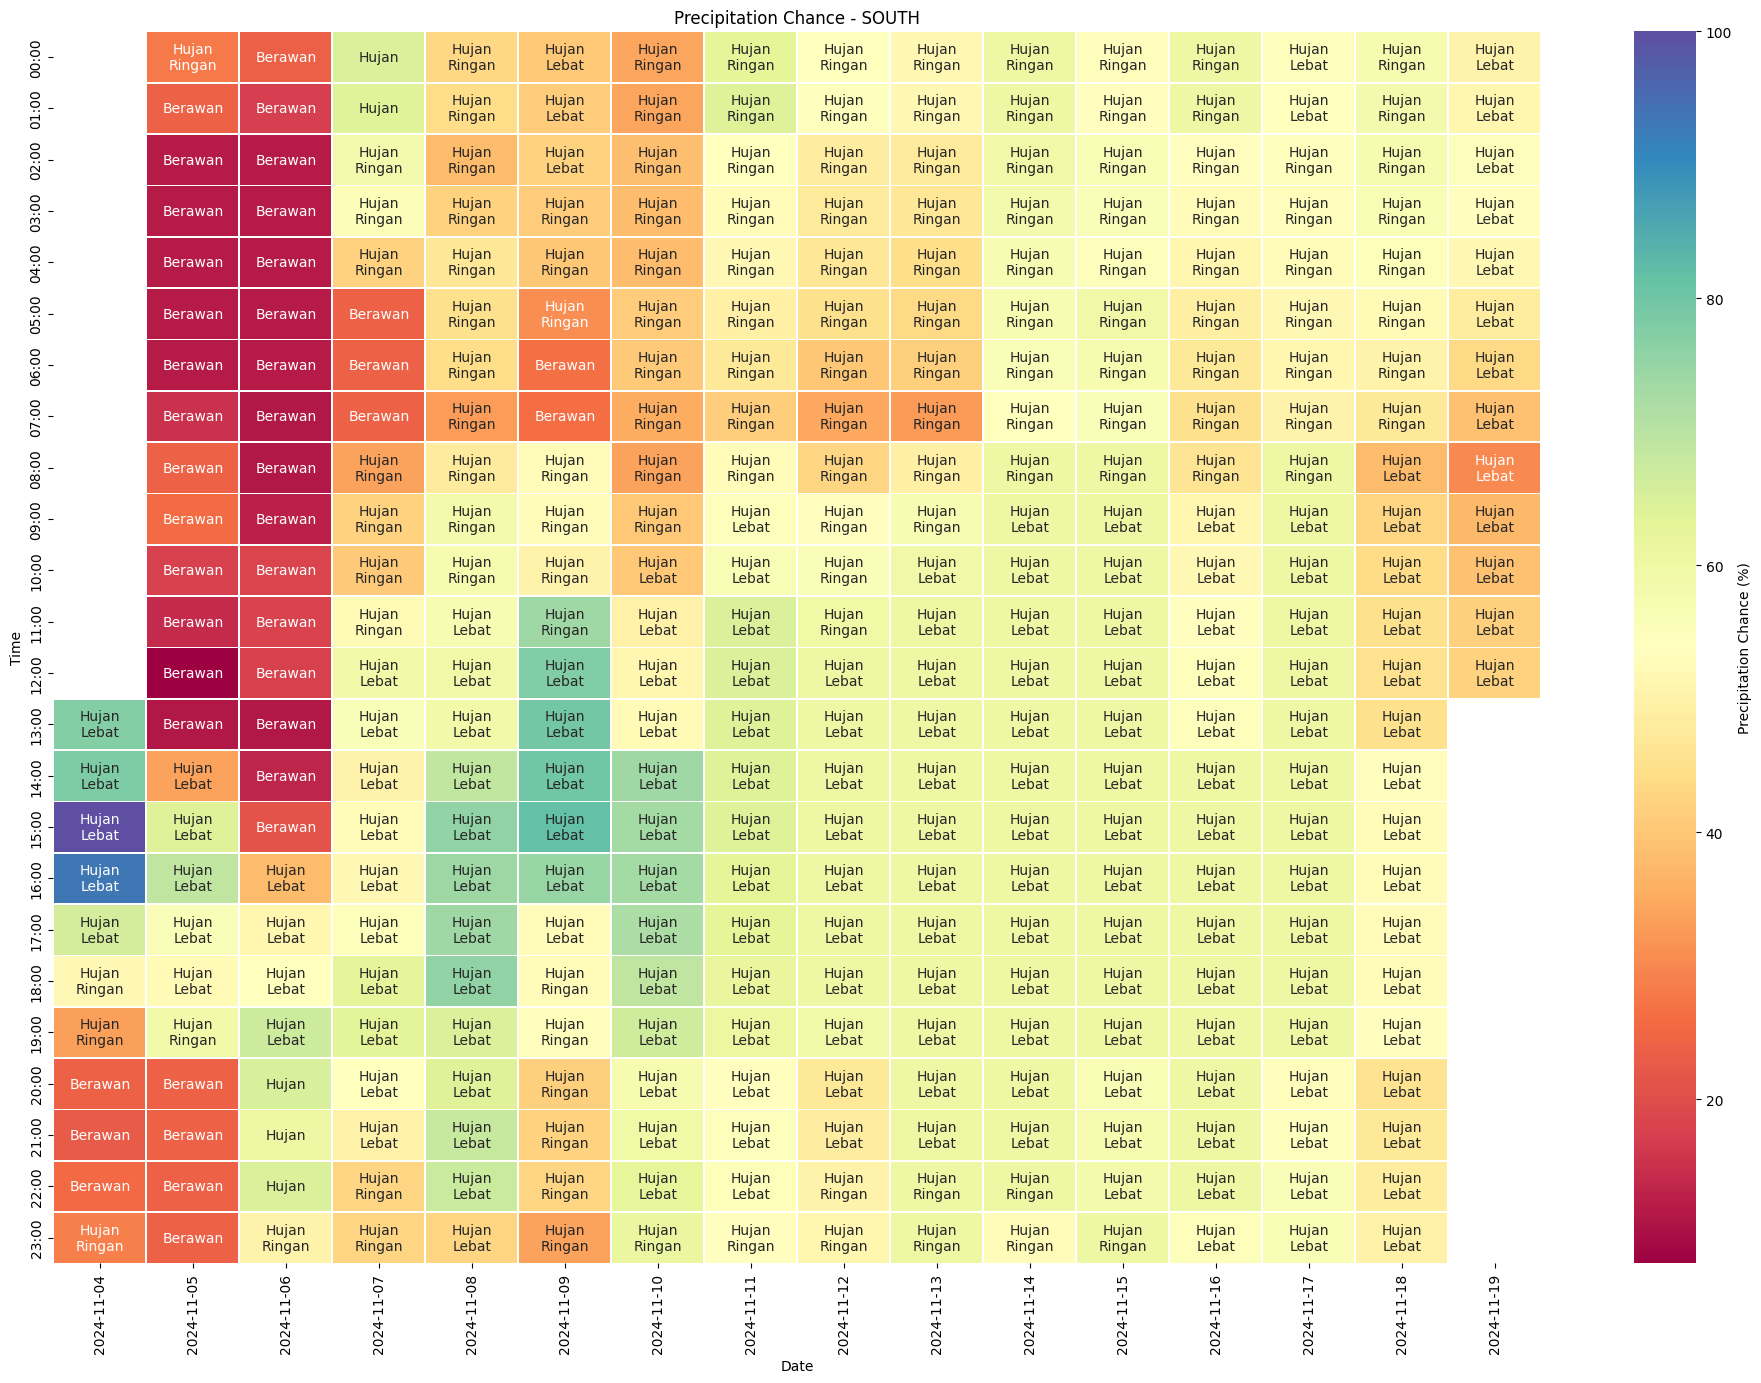 Precipitation Chance - SOUTH
00:00 Hujan Ringan Berawan Hujan Hujan Ringan Hujan Lebat Hujan Ringan Hujan Ringan Hujan Ringan Hujan Ringan Hujan Ringan Hujan Ringan Hujan Ringan Hujan Lebat Hujan Ringan Hujan Lebat
01:00 Berawan Berawan Hujan Hujan Ringan Hujan Lebat Hujan Ringan Hujan Ringan Hujan Ringan Hujan Ringan Hujan Ringan Hujan Ringan Hujan Ringan Hujan Lebat Hujan Ringan Hujan Lebat
02:00 Berawan Berawan Hujan Ringan Hujan Ringan Hujan Lebat Hujan Ringan Hujan Ringan Hujan Ringan Hujan Ringan Hujan Ringan Hujan Ringan Hujan Ringan Hujan Ringan Hujan Ringan Hujan Lebat
03:00 Berawan Berawan Hujan Ringan Hujan Ringan Hujan Ringan Hujan Ringan Hujan Ringan Hujan Ringan Hujan Ringan Hujan Ringan Hujan Ringan Hujan Ringan Hujan Ringan Hujan Ringan Hujan Lebat
04:00 Berawan Berawan Hujan Ringan Hujan Ringan Hujan Ringan Hujan Ringan Hujan Ringan Hujan Ringan Hujan Ringan Hujan Ringan Hujan Ringan Hujan Ringan Hujan Ringan Hujan Ringan Hujan Lebat
05:00 Berawan Berawan Berawan Hujan Ringan Hujan Ringan Hujan Ringan Hujan Ringan Hujan Ringan Hujan Ringan Hujan Ringan Hujan Ringan Hujan Ringan Hujan Ringan Hujan Ringan Hujan Lebat
06:00 Berawan Berawan Berawan Hujan Ringan Berawan Hujan Ringan Hujan Ringan Hujan Ringan Hujan Ringan Hujan Ringan Hujan Ringan Hujan Ringan Hujan Ringan Hujan Ringan Hujan Lebat
07:00 Berawan Berawan Berawan Hujan Ringan Berawan Hujan Ringan Hujan Ringan Hujan Ringan Hujan Ringan Hujan Ringan Hujan Ringan Hujan Ringan Hujan Ringan Hujan Ringan Hujan Lebat
08:00 Berawan Berawan Hujan Ringan Hujan Ringan Hujan Ringan Hujan Ringan Hujan Ringan Hujan Ringan Hujan Ringan Hujan Ringan Hujan Ringan Hujan Ringan Hujan Ringan Hujan Lebat Hujan Lebat
09:00 Berawan Berawan Hujan Ringan Hujan Ringan Hujan Ringan Hujan Ringan Hujan Lebat Hujan Ringan Hujan Ringan Hujan Lebat Hujan Lebat Hujan Lebat Hujan Lebat Hujan Lebat Hujan Lebat
10:00 Berawan Berawan Hujan Ringan Hujan Ringan Hujan Ringan Hujan Lebat Hujan Lebat Hujan Ringan Hujan Lebat Hujan Lebat Hujan Lebat Hujan Lebat Hujan Lebat Hujan Lebat Hujan Lebat
11:00 Berawan Berawan Hujan Ringan Hujan Lebat Hujan Ringan Hujan Lebat Hujan Lebat Hujan Ringan Hujan Lebat Hujan Lebat Hujan Lebat Hujan Lebat Hujan Lebat Hujan Lebat Hujan Lebat
12:00 Berawan Berawan Hujan Lebat Hujan Lebat Hujan Lebat Hujan Lebat Hujan Lebat Hujan Lebat Hujan Lebat Hujan Lebat Hujan Lebat Hujan Lebat Hujan Lebat Hujan Lebat Hujan Lebat
13:00 Hujan Lebat Berawan Berawan Hujan Lebat Hujan Lebat Hujan Lebat Hujan Lebat Hujan Lebat Hujan Lebat Hujan Lebat Hujan Lebat Hujan Lebat Hujan Lebat Hujan Lebat Hujan Lebat
14:00 Hujan Lebat Hujan Lebat Berawan Hujan Lebat Hujan Lebat Hujan Lebat Hujan Lebat Hujan Lebat Hujan Lebat Hujan Lebat Hujan Lebat Hujan Lebat Hujan Lebat Hujan Lebat Hujan Lebat
15:00 Hujan Lebat Hujan Lebat Berawan Hujan Lebat Hujan Lebat Hujan Lebat Hujan Lebat Hujan Lebat Hujan Lebat Hujan Lebat Hujan Lebat Hujan Lebat Hujan Lebat Hujan Lebat Hujan Lebat
16:00 Hujan Lebat Hujan Lebat Hujan Lebat Hujan Lebat Hujan Lebat Hujan Lebat Hujan Lebat Hujan Lebat Hujan Lebat Hujan Lebat Hujan Lebat Hujan Lebat Hujan Lebat Hujan Lebat Hujan Lebat
17:00 Hujan Lebat Hujan Lebat Hujan Lebat Hujan Lebat Hujan Lebat Hujan Lebat Hujan Lebat Hujan Lebat Hujan Lebat Hujan Lebat Hujan Lebat Hujan Lebat Hujan Lebat Hujan Lebat Hujan Lebat
18:00 Hujan Ringan Hujan Lebat Hujan Lebat Hujan Lebat Hujan Lebat Hujan Ringan Hujan Lebat Hujan Lebat Hujan Lebat Hujan Lebat Hujan Lebat Hujan Lebat Hujan Lebat Hujan Lebat Hujan Lebat
19:00 Hujan Ringan Hujan Ringan Hujan Lebat Hujan Lebat Hujan Lebat Hujan Ringan Hujan Lebat Hujan Lebat Hujan Lebat Hujan Lebat Hujan Lebat Hujan Lebat Hujan Lebat Hujan Lebat Hujan Lebat
20:00 Berawan Berawan Hujan Hujan Lebat Hujan Lebat Hujan Ringan Hujan Lebat Hujan Lebat Hujan Lebat Hujan Lebat Hujan Lebat Hujan Lebat Hujan Lebat Hujan Lebat Hujan Lebat
21:00 Berawan Berawan Hujan Hujan Lebat Hujan Lebat Hujan Ringan Hujan Lebat Hujan Lebat Hujan Lebat Hujan Lebat Hujan Lebat Hujan Lebat Hujan Lebat Hujan Lebat Hujan Lebat
22:00 Berawan Berawan Hujan Hujan Ringan Hujan Lebat Hujan Ringan Hujan Lebat Hujan Lebat Hujan Ringan Hujan Ringan Hujan Ringan Hujan Lebat Hujan Lebat Hujan Lebat Hujan Lebat
23:00 Hujan Ringan Berawan Hujan Ringan Hujan Ringan Hujan Lebat Hujan Ringan Hujan Ringan Hujan Ringan Hujan Ringan Hujan Ringan Hujan Ringan Hujan Ringan Hujan Lebat Hujan Lebat Hujan Lebat
Time
2024-11-04 2024-11-05 2024-11-06 2024-11-07 2024-11-08 2024-11-09 2024-11-10 2024-11-11 2024-11-12 2024-11-13 2024-11-14 2024-11-15 2024-11-16 2024-11-17 2024-11-18 2024-11-19
Date
100
80
60
40
20
Precipitation Chance (%)